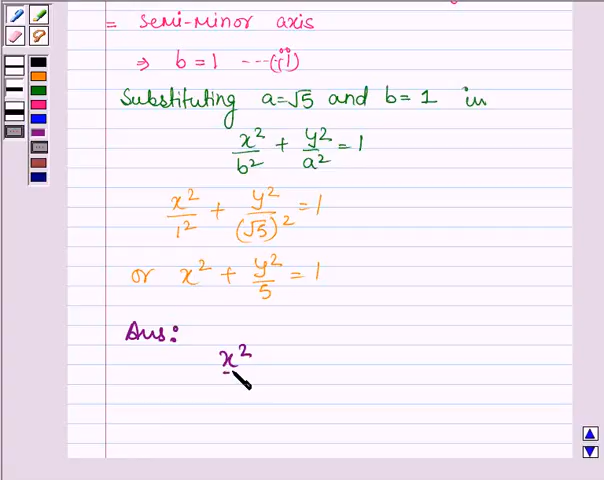 = semi-minor axis
⇒ b = 1 ---(ii)
Substituting a=√5 and b= 1 in
x²/b² + y²/a² = 1
x²/1² + y²/(√5)² = 1
or x² + y²/5 = 1
Ans:
x²